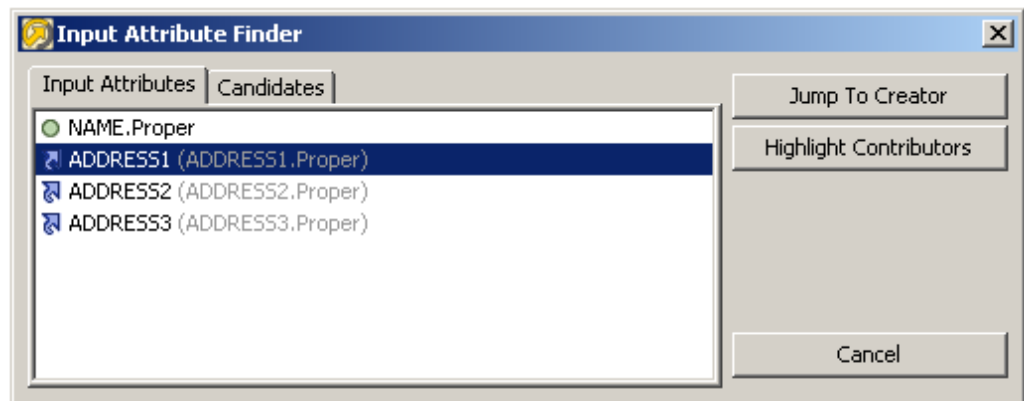 Input Attribute Finder
Input Attributes
Candidates
NAME.Proper
ADDRESS1 (ADDRESS1.Proper)
ADDRESS2 (ADDRESS2.Proper)
ADDRESS3 (ADDRESS3.Proper)
Jump To Creator
Highlight Contributors
Cancel